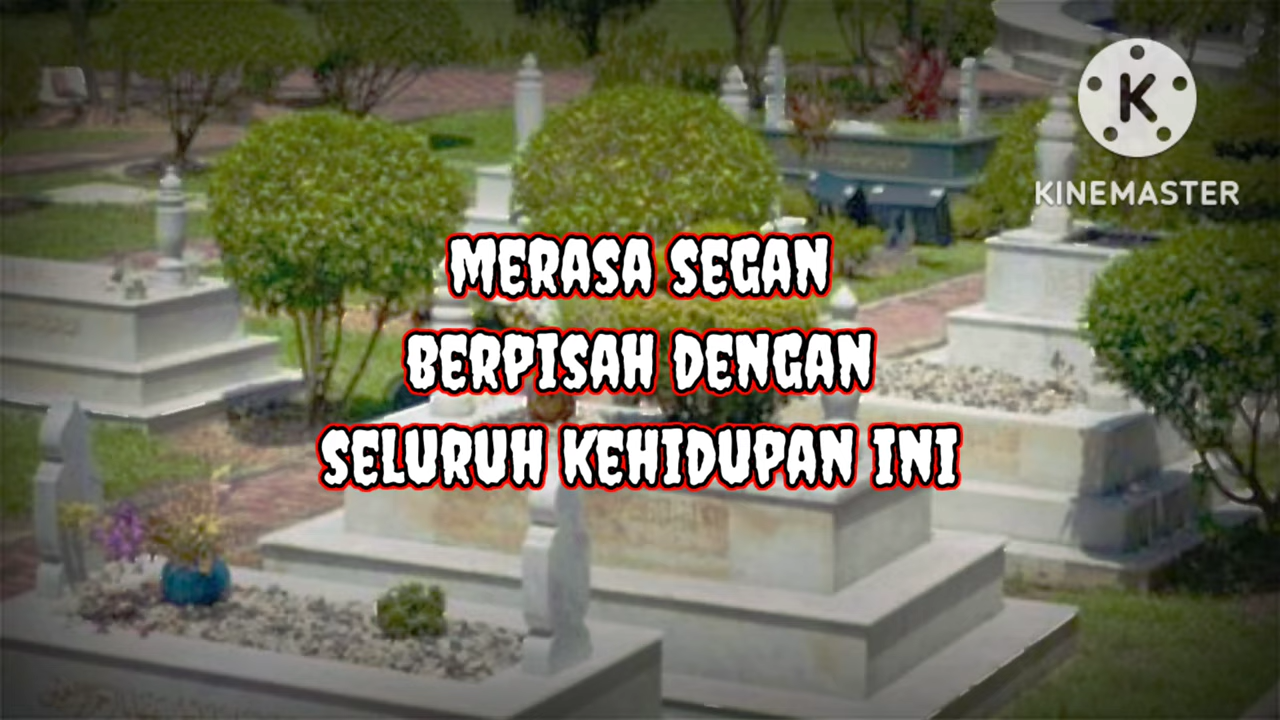 K
KINEMASTER
MERASA SEGAN
BERPISAH DENGAN
SELURUH KEHIDUPAN INI